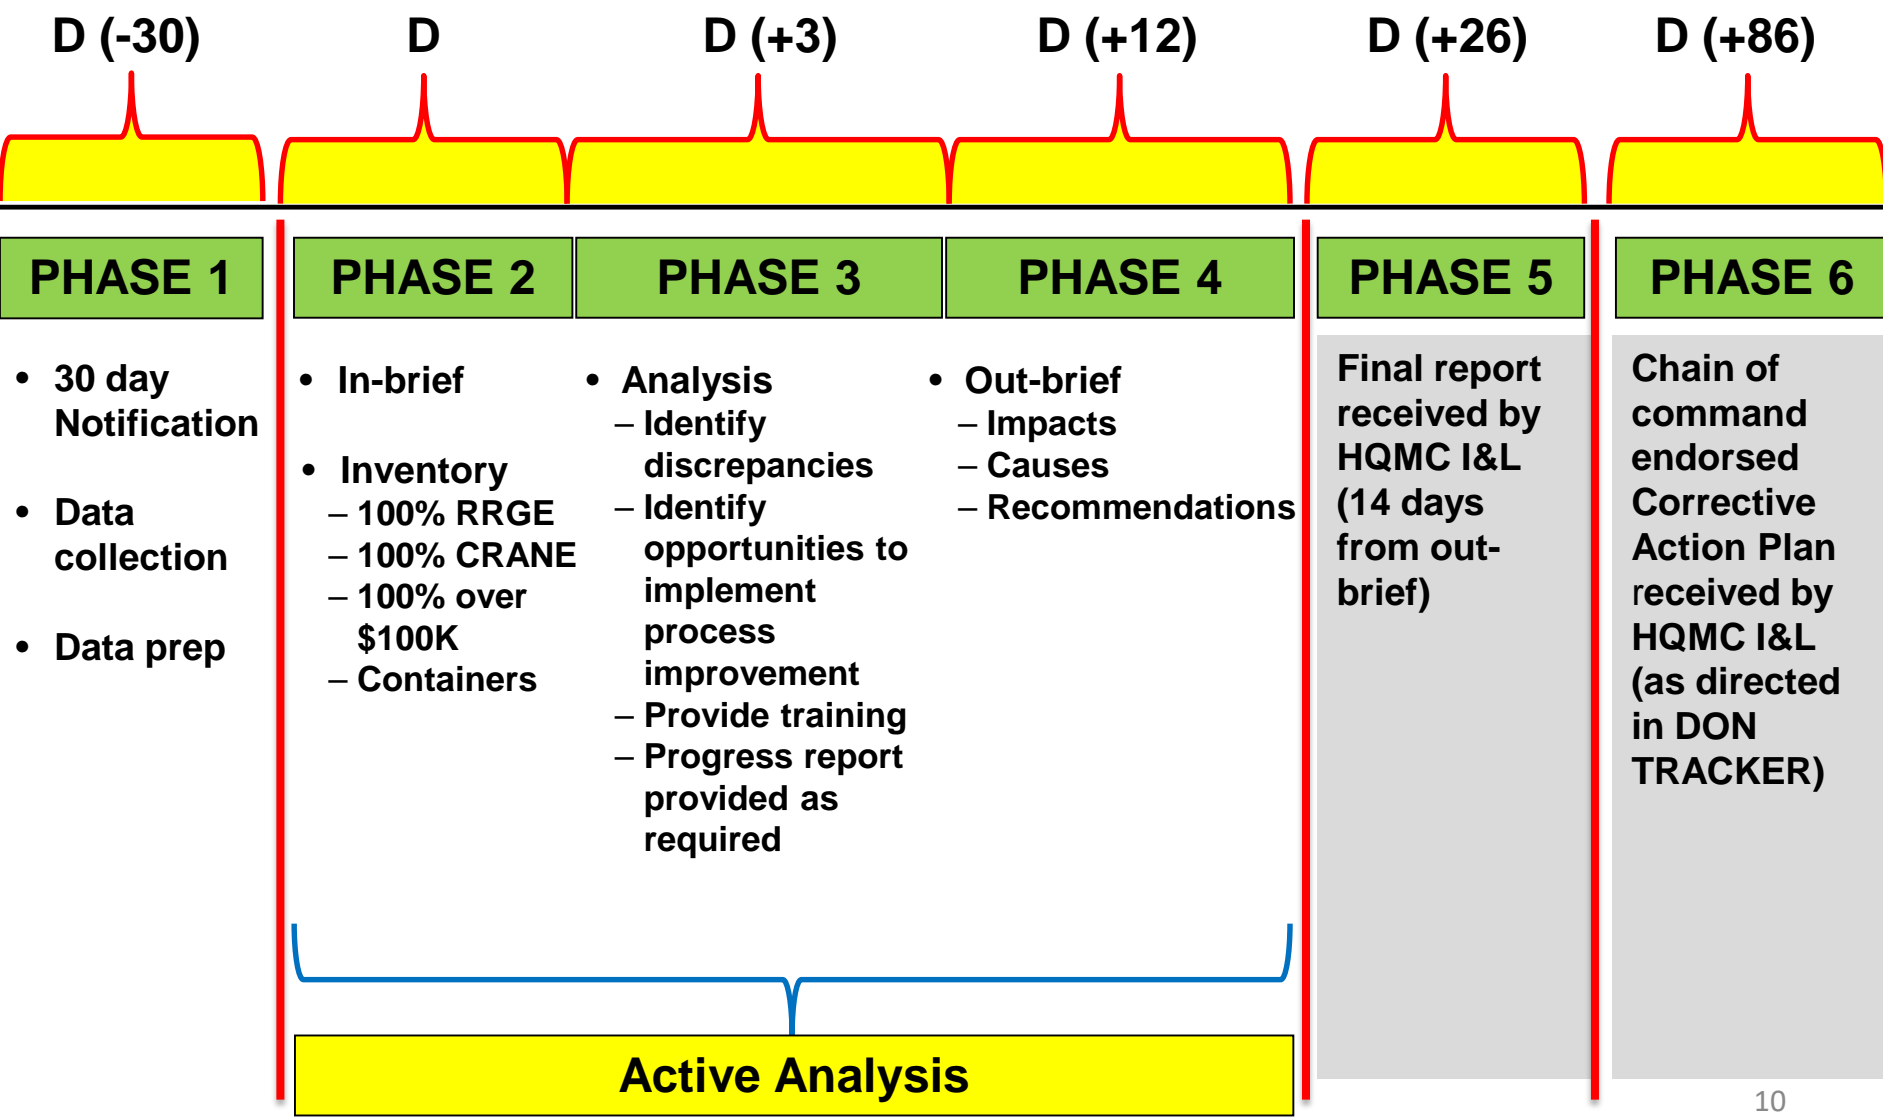 D (-30)
D
D (+3)
D (+12)
D (+26)
D (+86)
PHASE 1
PHASE 2
PHASE 3
PHASE 4
PHASE 5
PHASE 6
• 30 day
Notification
• Data
collection
• Data prep
• In-brief
• Inventory
– 100% RRGE
– 100% CRANE
– 100% over
$100K
– Containers
• Analysis
– Identify
discrepancies
– Identify
opportunities to
implement
process
improvement
– Provide training
– Progress report
provided as
required
• Out-brief
– Impacts
– Causes
– Recommendations
Final report
received by
HQMC I&L
(14 days
from out-
brief)
Chain of
command
endorsed
Corrective
Action Plan
received by
HQMC I&L
(as directed
in DON
TRACKER)
Active Analysis
10